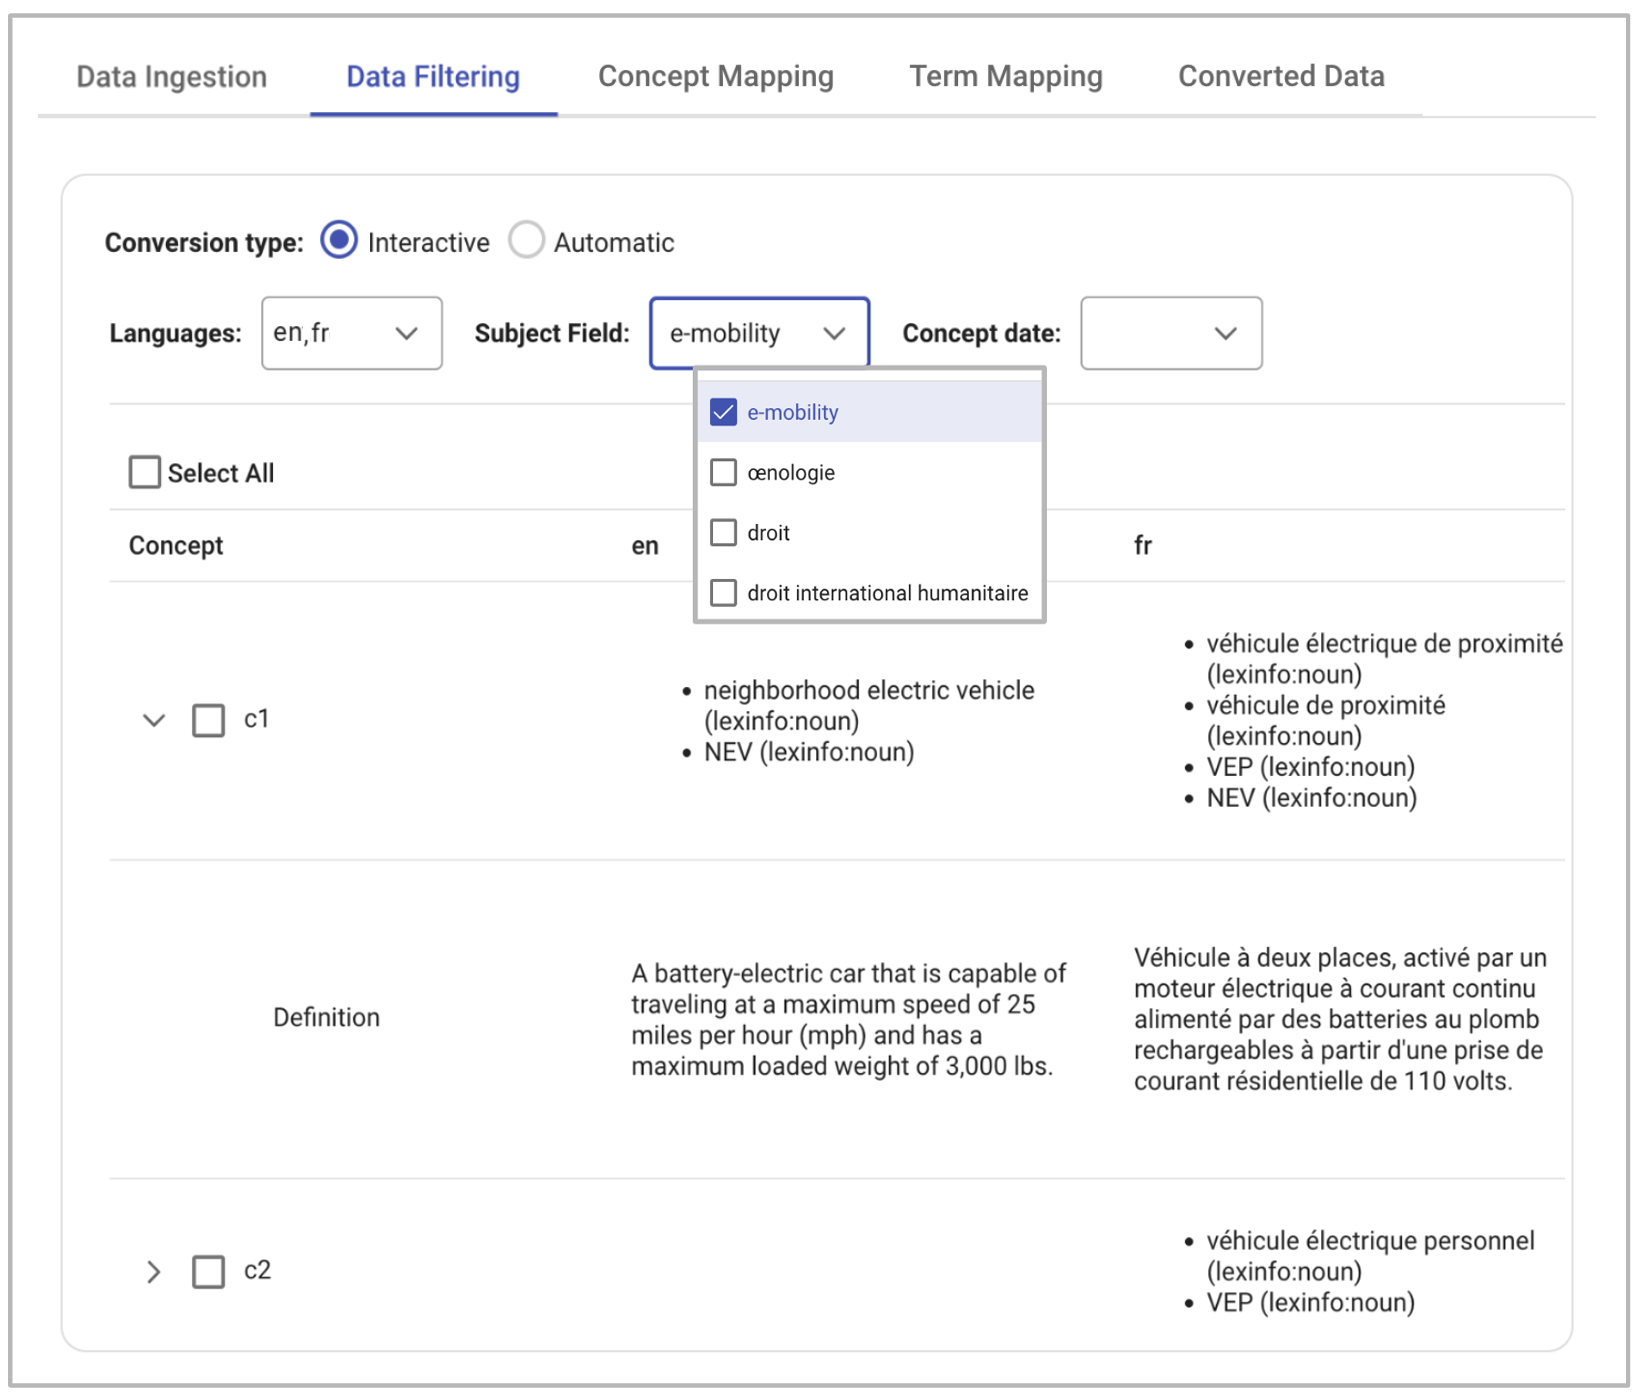 Data Ingestion Data Filtering Concept Mapping Term Mapping Converted Data
Conversion type: Interactive Automatic
Languages: en,fr Subject Field: e-mobility Concept date:
e-mobility
œnologie
droit
droit international humanitaire
Select All
Concept en fr
c1
• neighborhood electric vehicle
(lexinfo:noun)
• NEV (lexinfo:noun)
• véhicule électrique de proximité
(lexinfo:noun)
• véhicule de proximité
(lexinfo:noun)
• VEP (lexinfo:noun)
• NEV (lexinfo:noun)
Definition
A battery-electric car that is capable of
traveling at a maximum speed of 25
miles per hour (mph) and has a
maximum loaded weight of 3,000 lbs.
Véhicule à deux places, activé par un
moteur électrique à courant continu
alimenté par des batteries au plomb
rechargeables à partir d'une prise de
courant résidentielle de 110 volts.
c2
• véhicule électrique personnel
(lexinfo:noun)
• VEP (lexinfo:noun)